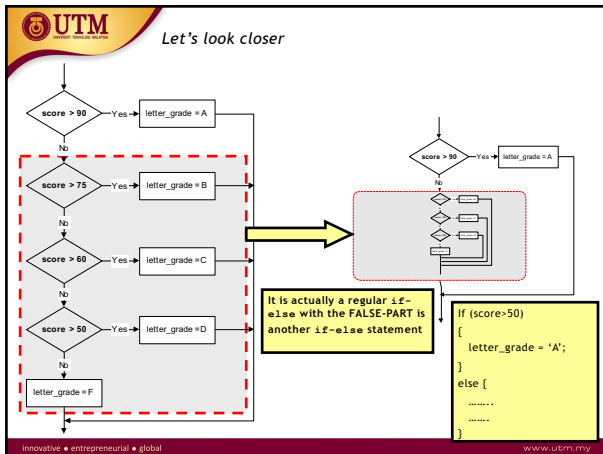 UTM
UNIVERSITI TEKNOLOGI MALAYSIA
Let's look closer
score > 90
Yes
letter_grade = A
No
score > 75
Yes
letter_grade = B
No
score > 60
Yes
letter_grade = C
No
score > 50
Yes
letter_grade = D
No
letter_grade = F
score > 90
Yes
letter_grade = A
No
It is actually a regular if-
else with the FALSE-PART is
another if-else statement
If (score>50)
{
letter_grade = ‘A’;
}
else {
……..
…….
}
innovative ● entrepreneurial ● global
www.utm.my